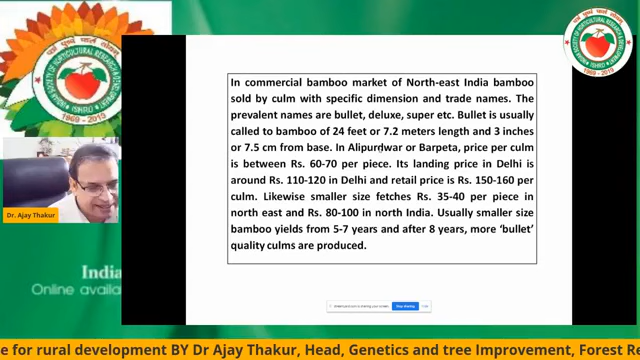 In commercial bamboo market of North-east India bamboo
sold by culm with specific dimension and trade names. The
prevalent names are bullet, deluxe, super etc. Bullet is usually
called to bamboo of 24 feet or 7.2 meters length and 3 inches
or 7.5 cm from base. In Alipurdwar or Barpeta, price per culm
is between Rs. 60-70 per piece. Its landing price in Delhi is
around Rs. 110-120 in Delhi and retail price is Rs. 150-160 per
culm. Likewise smaller size fetches Rs. 35-40 per piece in
north east and Rs. 80-100 in north India. Usually smaller size
bamboo yields from 5-7 years and after 8 years, more ‘bullet’
quality culms are produced.
Dr. Ajay Thakur
1969 - 2019
India
Online availa
Stop sharing
Hide
e for rural development BY Dr Ajay Thakur, Head, Genetics and tree Improvement, Forest Re